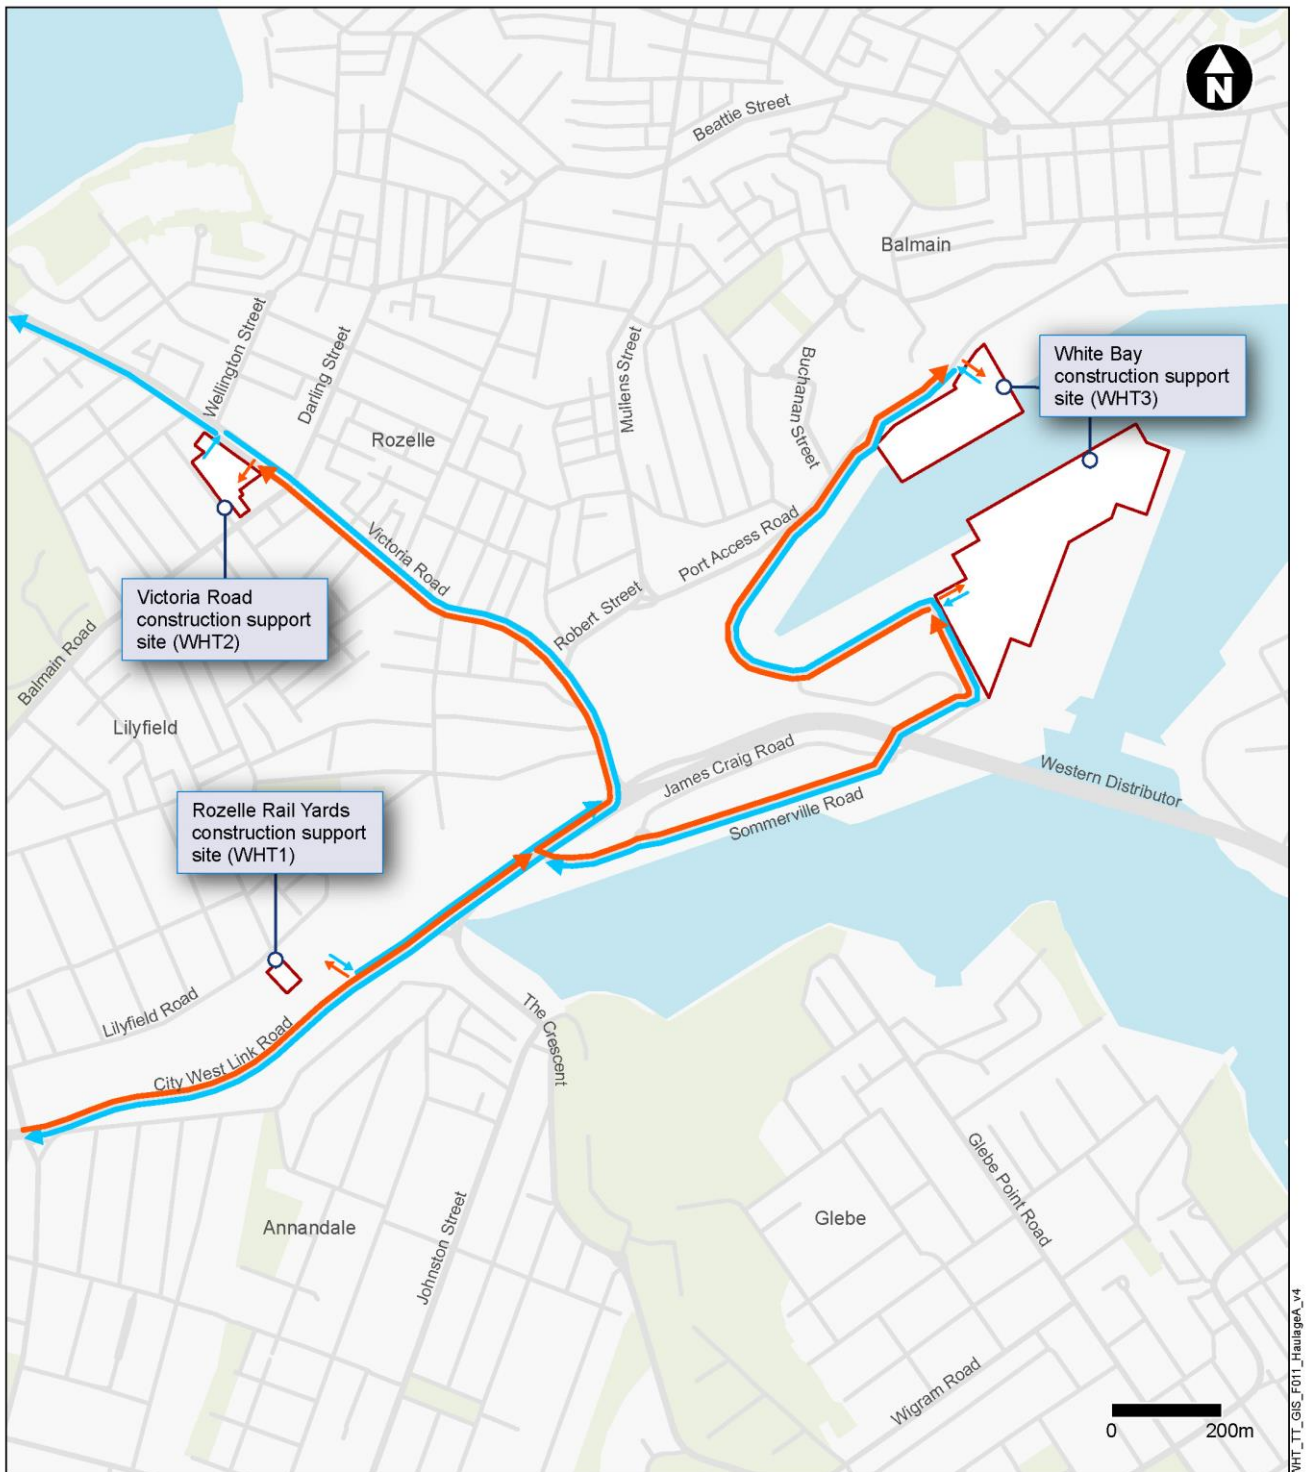 N
Beattie Street
Balmain
White Bay
construction support
site (WHT3)
Wellington Street
Darling Street
Mullens Street
Buchanan Street
Rozelle
Victoria Road
Port Access Road
Robert Street
Victoria Road
construction support
site (WHT2)
Balmain Road
Lilyfield
James Craig Road
Western Distributor
Sommerville Road
Rozelle Rail Yards
construction support
site (WHT1)
Lilyfield Road
City West Link Road
The Crescent
Annandale
Johnston Street
Glebe
Glebe Point Road
Wigram Road
0 200m
WHT_TT_GIS_F011_HaulageA_v4